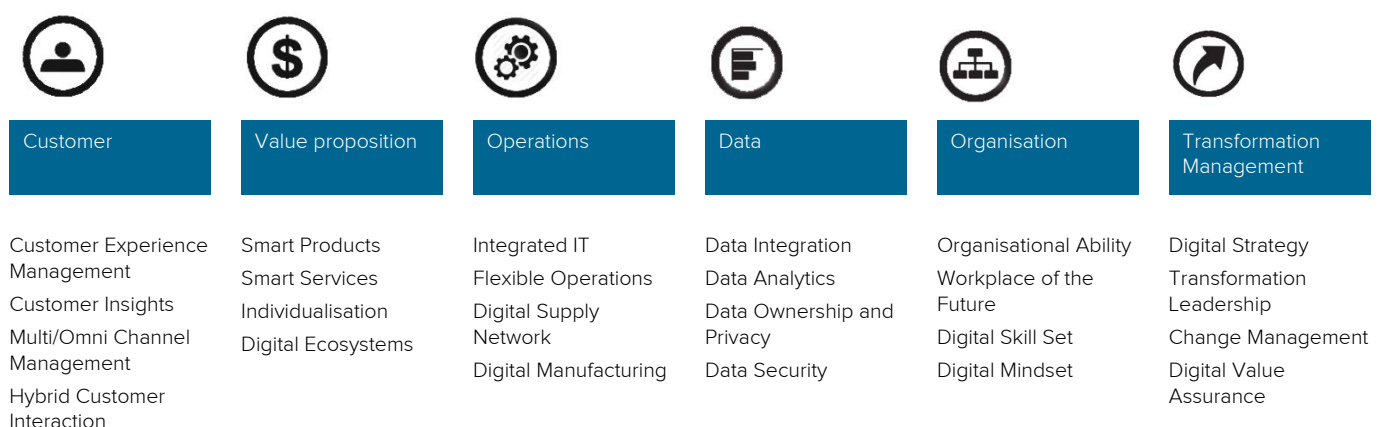 $
Customer
Customer Experience
Management
Customer Insights
Multi/Omni Channel
Management
Hybrid Customer
Interaction
Value proposition
Smart Products
Smart Services
Individualisation
Digital Ecosystems
Operations
Integrated IT
Flexible Operations
Digital Supply
Network
Digital Manufacturing
Data
Data Integration
Data Analytics
Data Ownership and
Privacy
Data Security
Organisation
Organisational Ability
Workplace of the
Future
Digital Skill Set
Digital Mindset
Transformation
Management
Digital Strategy
Transformation
Leadership
Change Management
Digital Value
Assurance